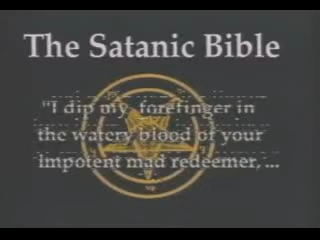 The Satanic Bible
"I dip my forefinger in
the watery blood of your
impotent mad redeemer, ...